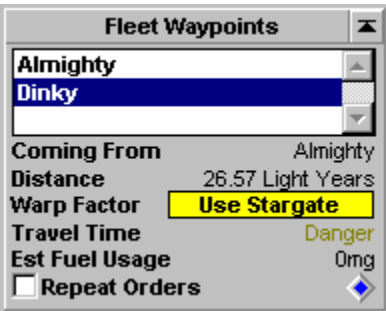 Fleet Waypoints
Almighty
Dinky
Coming From Almighty
Distance 26.57 Light Years
Warp Factor Use Stargate
Travel Time Danger
Est Fuel Usage 0mg
Repeat Orders